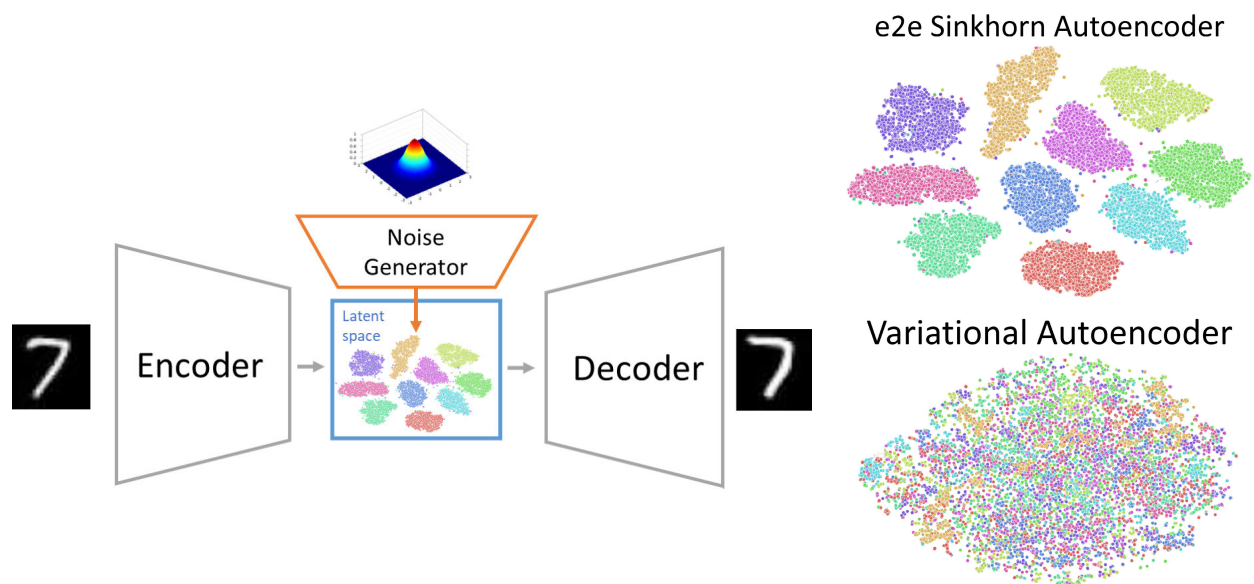 e2e Sinkhorn Autoencoder
Noise
Generator
Latent
space
Encoder
Decoder
Variational Autoencoder